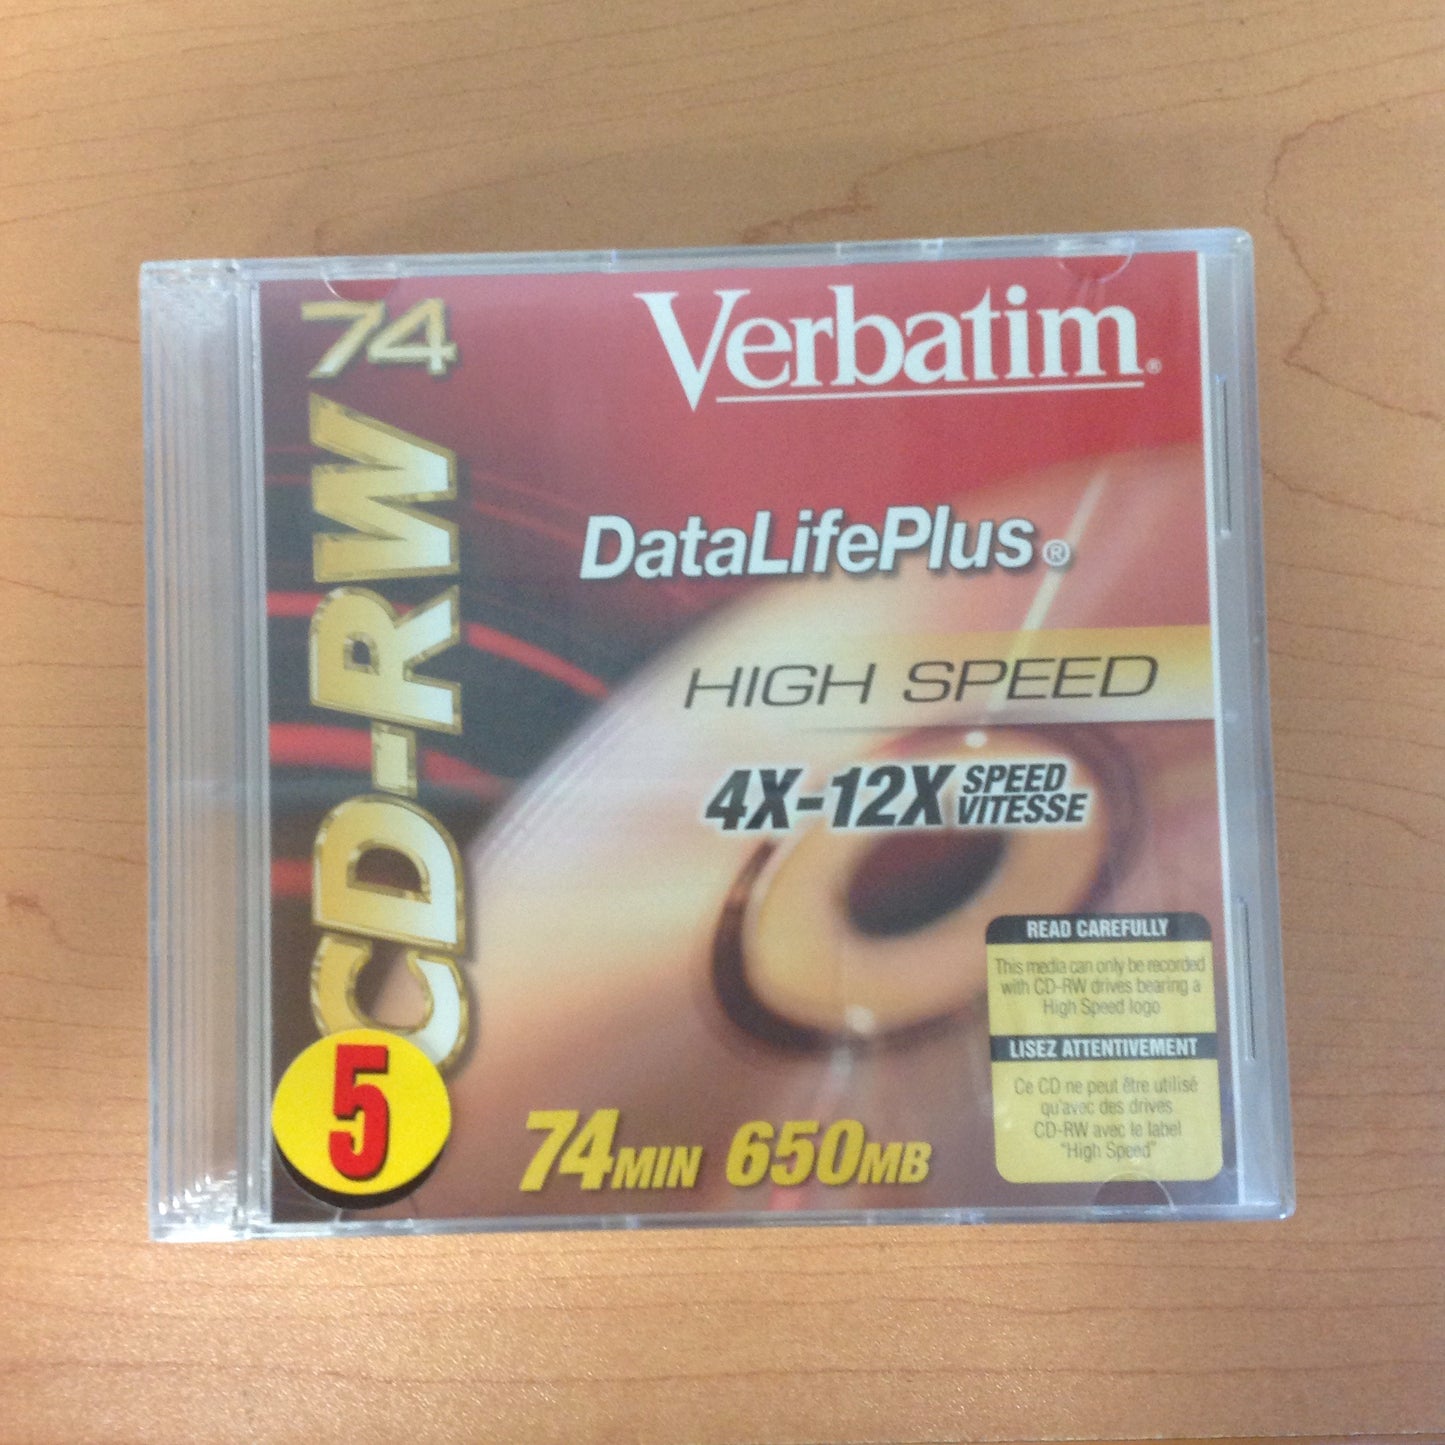 74
CD-RW
Verbatim®
DataLifePlus®
HIGH SPEED
4X-12X SPEED
VITESSE
READ CAREFULLY
This media can only be recorded
with CD-RW drives bearing a
High Speed logo
LISEZ ATTENTIVEMENT
Ce CD ne peut être utilisé
qu'avec des drives
CD-RW avec le label
"High Speed"
5
74MIN 650MB